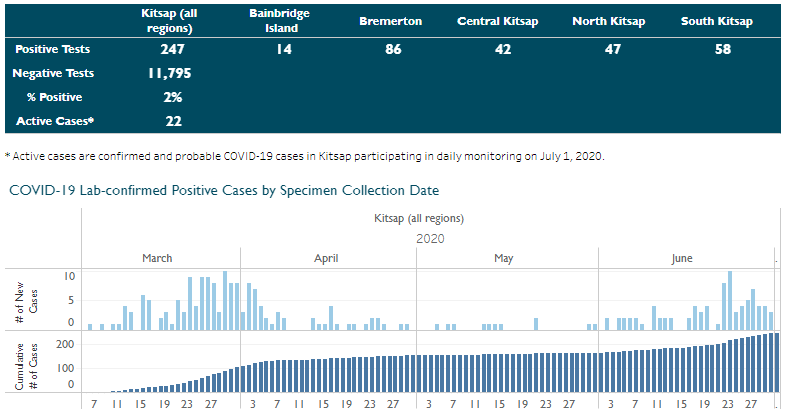 Kitsap (all regions) Bainbridge Island Bremerton Central Kitsap North Kitsap South Kitsap
Positive Tests 247 14 86 42 47 58
Negative Tests 11,795
% Positive 2%
Active Cases* 22
* Active cases are confirmed and probable COVID-19 cases in Kitsap participating in daily monitoring on July 1, 2020.
COVID-19 Lab-confirmed Positive Cases by Specimen Collection Date
Kitsap (all regions)
2020
March April May June .
# of New Cases
10
5
0
Cumulative # of Cases
200
100
0
7 11 15 19 23 27 3 7 11 15 19 23 27 3 7 11 15 19 23 27 3 7 11 15 19 23 27 .